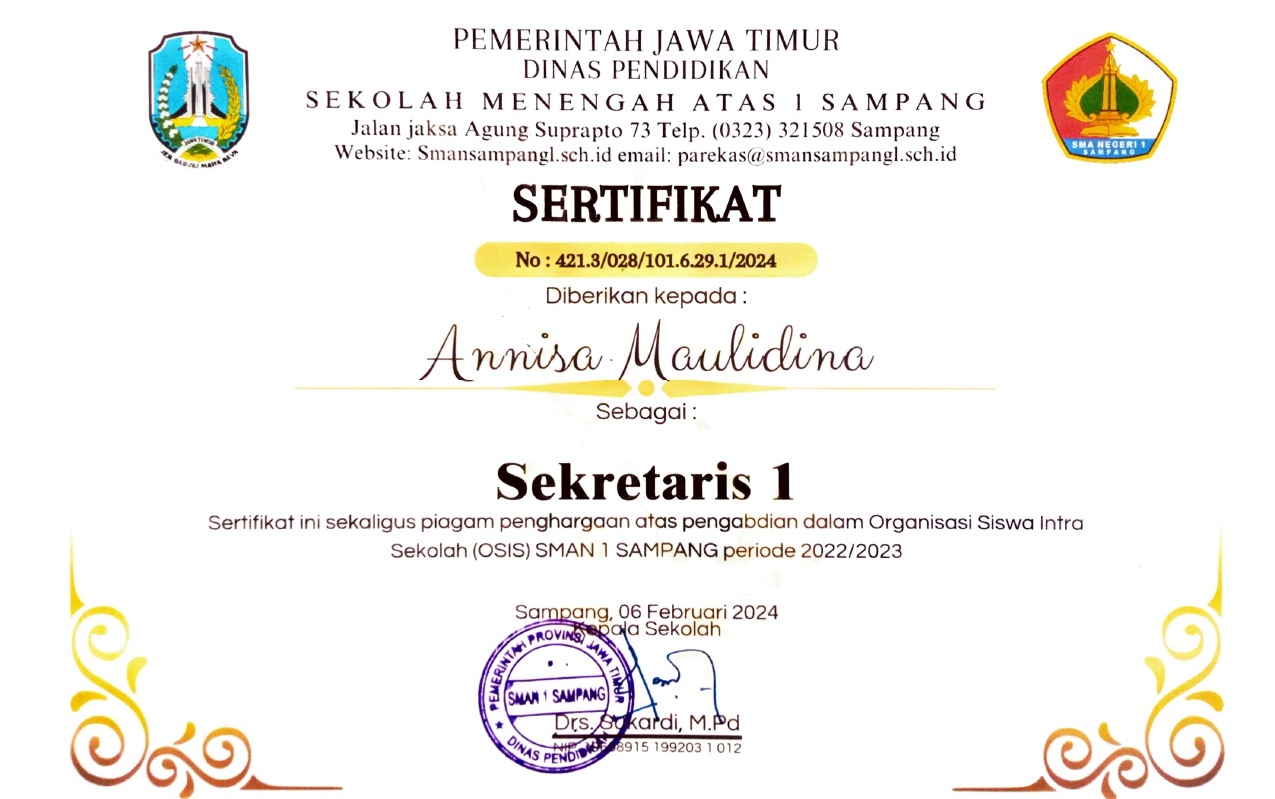 PEMERINTAH JAWA TIMUR
DINAS PENDIDIKAN
SEKOLAH MENENGAH ATAS 1 SAMPANG
Jalan jaksa Agung Suprapto 73 Telp. (0323) 321508 Sampang
Website: Smansampangl.sch.id email: parekas@smansampangl.sch.id
JAWA TIMUR
JER BASUKI MAWA BEYA
SMA NEGERI 1
SAMPANG
SERTIFIKAT
No : 421.3/028/101.6.29.1/2024
Diberikan kepada :
Annisa Maulidina
Sebagai :
Sekretaris 1
Sertifikat ini sekaligus piagam penghargaan atas pengabdian dalam Organisasi Siswa Intra
Sekolah (OSIS) SMAN 1 SAMPANG periode 2022/2023
Sampang, 06 Februari 2024
Kepala Sekolah
PEMERINTAH PROVINSI JAWA TIMUR
SMAN 1 SAMPANG
DINAS PENDIDIKAN
Drs. Sukardi, M.Pd
NIP. 199203 1 012